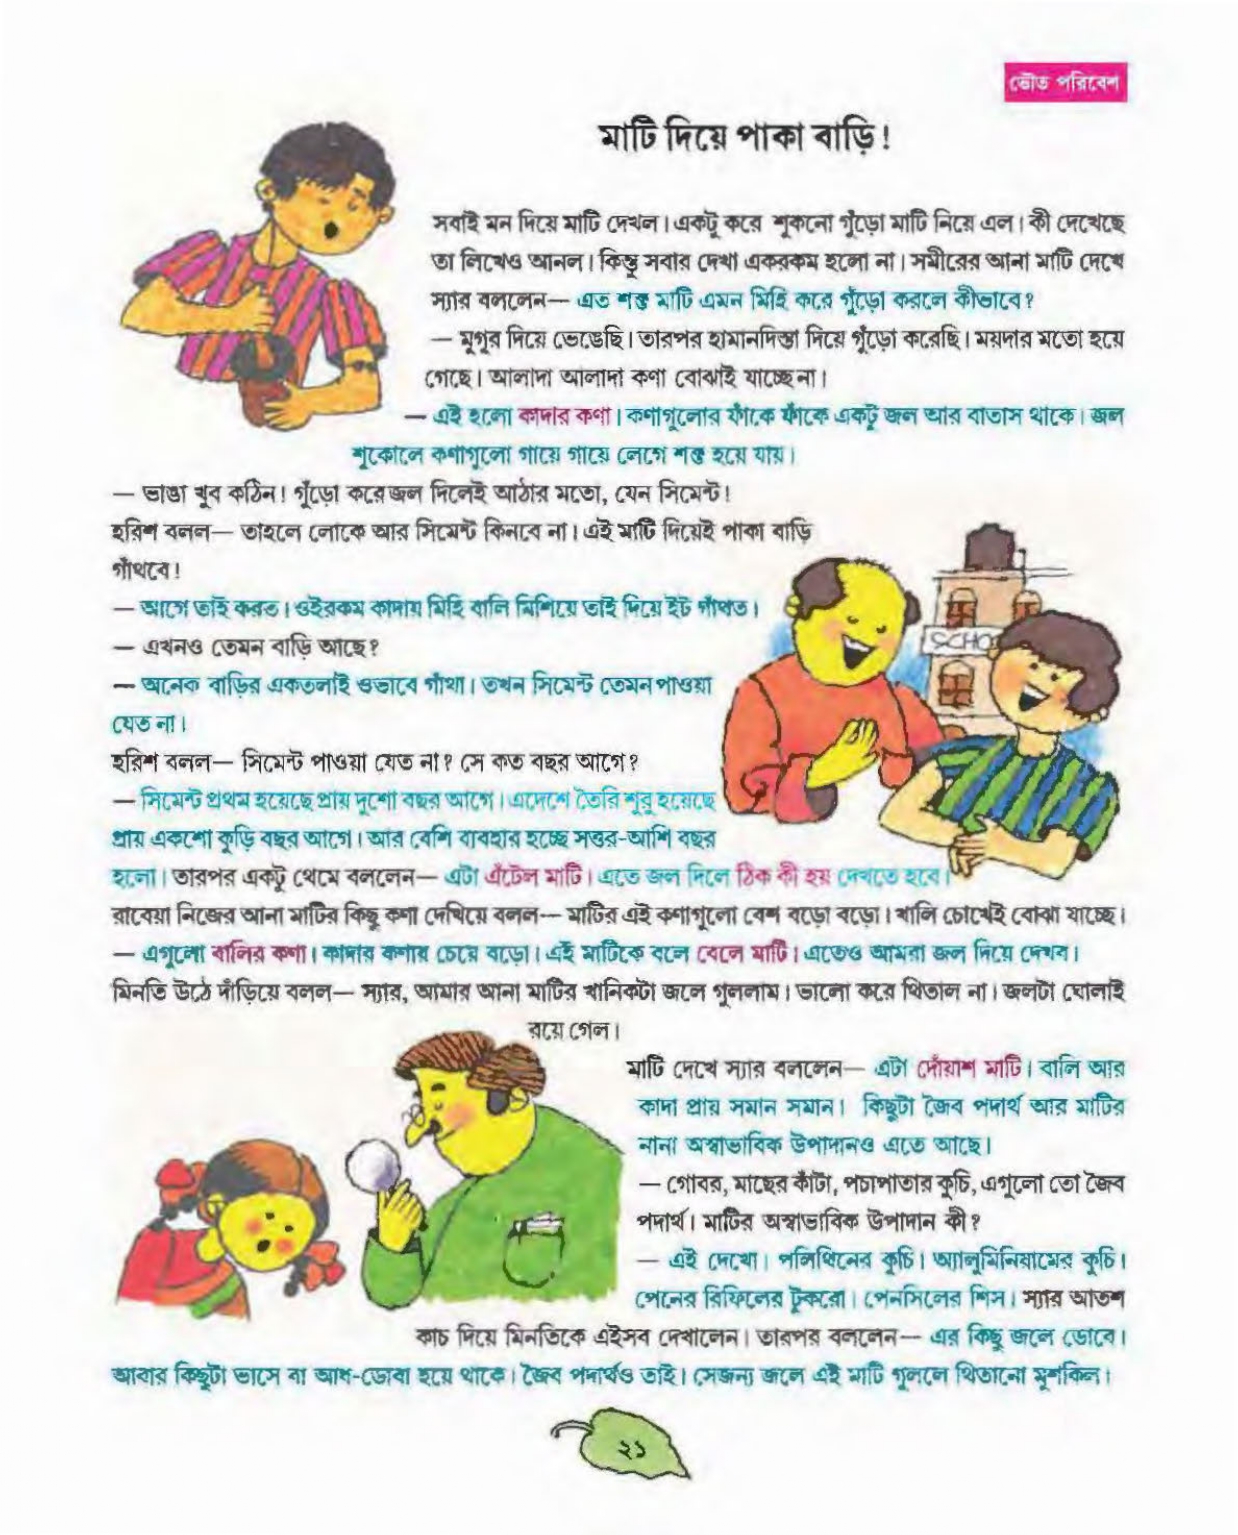 ভৌত পরিবেশ
মাটি দিয়ে পাকা বাড়ি!
সবাই মন দিয়ে মাটি দেখল। একটু করে শুকনো গুঁড়ো মাটি নিয়ে এল। কী দেখেছে
তা লিখেও আনল। কিন্তু সবার দেখা একরকম হলো না। সমীরের আনা মাটি দেখে
স্যার বললেন— এত শক্ত মাটি এমন মিহি করে গুঁড়ো করলে কীভাবে?
— মুগুর দিয়ে ভেঙেছি। তারপর হামানদিস্তা দিয়ে গুঁড়ো করেছি। ময়দার মতো হয়ে
গেছে। আলাদা আলাদা কণা বোঝাই যাচ্ছে না।
— এই হলো কাদার কণা। কণাগুলোর ফাঁকে ফাঁকে একটু জল আর বাতাস থাকে। জল
শুকোলে কণাগুলো গায়ে গায়ে লেগে শক্ত হয়ে যায়।
— ভাঙা খুব কঠিন! গুঁড়ো করে জল দিলেই আঠার মতো, যেন সিমেন্ট!
হরিশ বলল— তাহলে লোকে আর সিমেন্ট কিনবে না। এই মাটি দিয়েই পাকা বাড়ি
গাঁথবে!
— আগে তাই করত। ওইরকম কাদায় মিহি বালি মিশিয়ে তাই দিয়ে ইট গাঁথত।
— এখনও তেমন বাড়ি আছে?
— অনেক বাড়ির একতলাই ওভাবে গাঁথা। তখন সিমেন্ট তেমন পাওয়া
যেত না।
হরিশ বলল— সিমেন্ট পাওয়া যেত না? সে কত বছর আগে?
— সিমেন্ট প্রথম হয়েছে প্রায় দুশো বছর আগে। এদেশে তৈরি শুরু হয়েছে
প্রায় একশো কুড়ি বছর আগে। আর বেশি ব্যবহার হচ্ছে সত্তর-আশি বছর
হলো। তারপর একটু থেমে বললেন— এটা এঁটেল মাটি। এতে জল দিলে ঠিক কী হয় দেখতে হবে।
রাবেয়া নিজের আনা মাটির কিছু কণা দেখিয়ে বলল— মাটির এই কণাগুলো বেশ বড়ো বড়ো। খালি চোখেই বোঝা যাচ্ছে।
— এগুলো বালির কণা। কাদার কণার চেয়ে বড়ো। এই মাটিকে বলে বেলে মাটি। এতেও আমরা জল দিয়ে দেখব।
মিনতি উঠে দাঁড়িয়ে বলল— স্যার, আমার আনা মাটির খানিকটা জলে গুললাম। ভালো করে থিতাল না। জলটা ঘোলাই
রয়ে গেল।
মাটি দেখে স্যার বললেন— এটা দোঁয়াশ মাটি। বালি আর
কাদা প্রায় সমান সমান। কিছুটা জৈব পদার্থ আর মাটির
নানা অস্বাভাবিক উপাদানও এতে আছে।
— গোবর, মাছের কাঁটা, পচাপাতার কুচি, এগুলো তো জৈব
পদার্থ। মাটির অস্বাভাবিক উপাদান কী?
— এই দেখো। পলিথিনের কুচি। অ্যালুমিনিয়ামের কুচি।
পেনের রিফিলের টুকরো। পেনসিলের শিস। স্যার আতশ
কাচ দিয়ে মিনতিকে এইসব দেখালেন। তারপর বললেন— এর কিছু জলে ডোবে।
আবার কিছুটা ভাসে বা আধ-ডোবা হয়ে থাকে। জৈব পদার্থও তাই। সেজন্য জলে এই মাটি গুললে থিতানো মুশকিল।
SCHO
২১